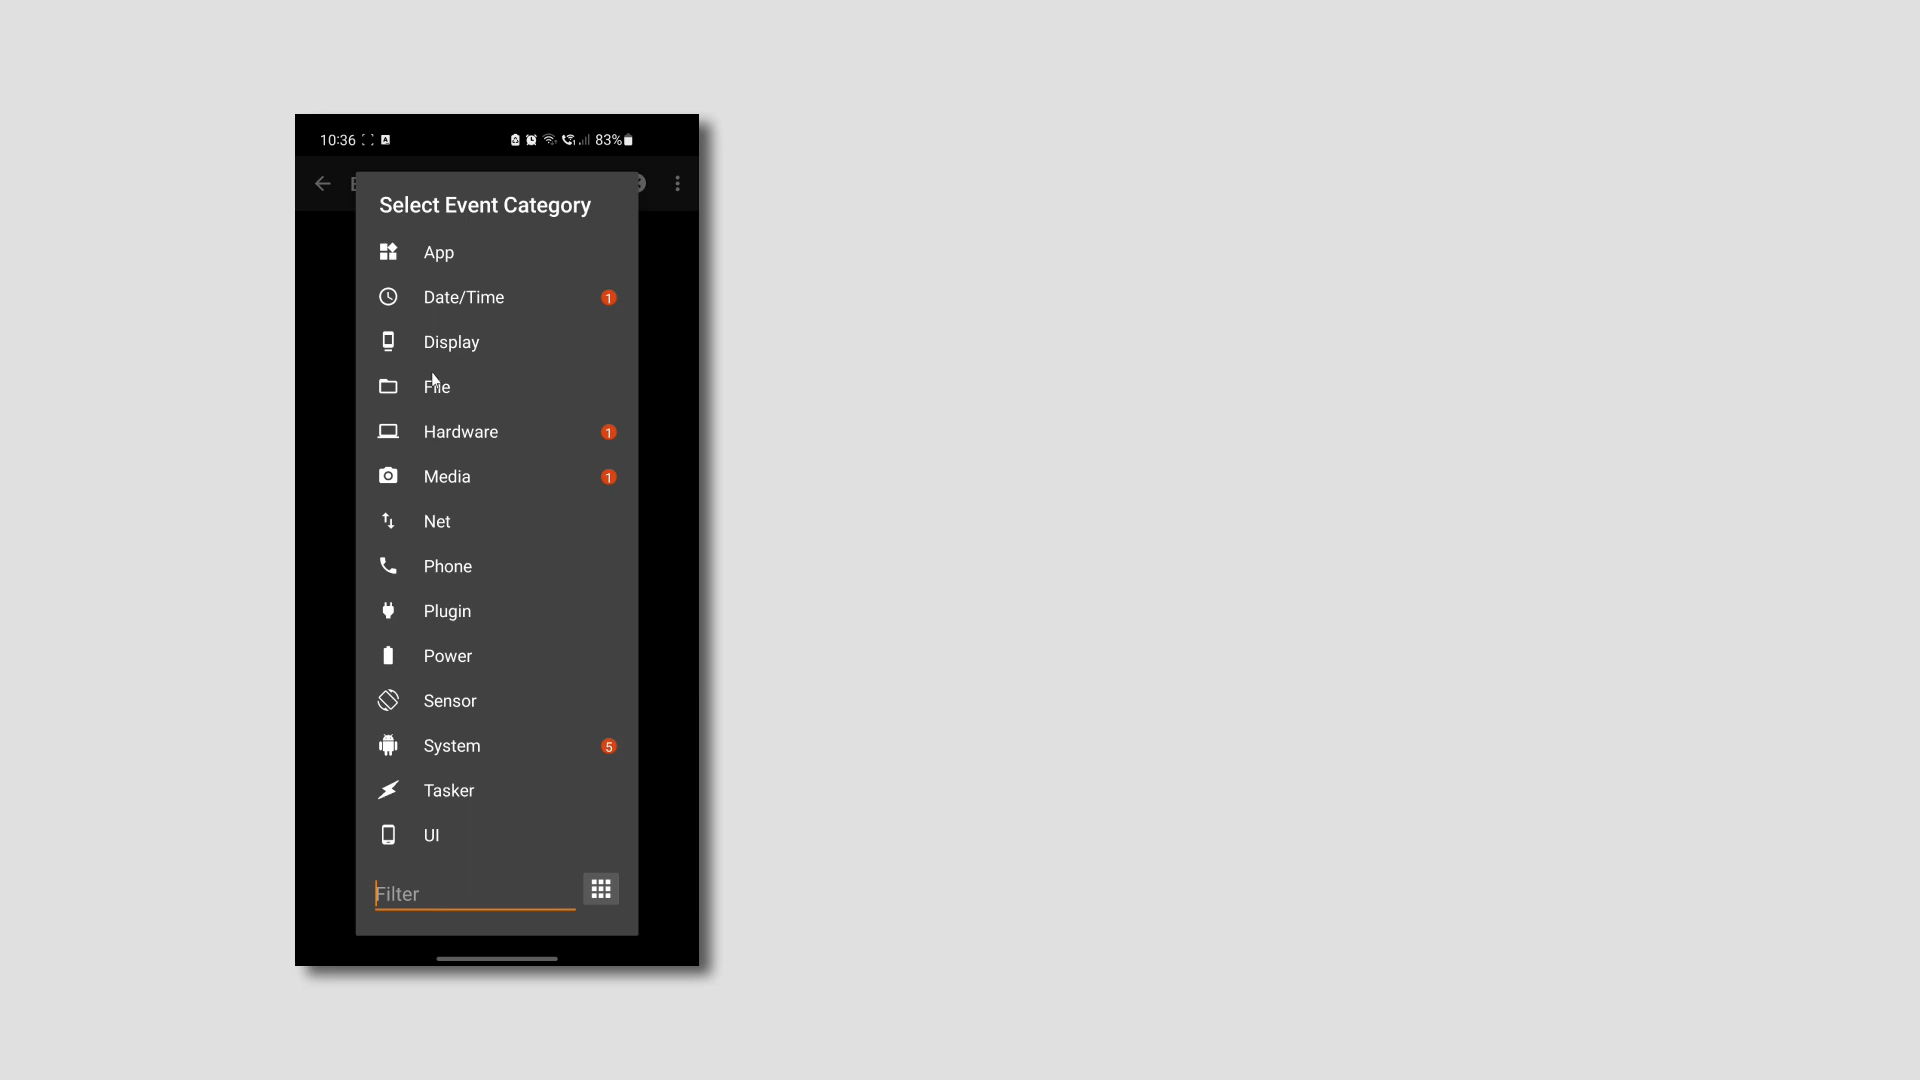 10:36 83%
Select Event Category
App
Date/Time 1
Display
File
Hardware 1
Media 1
Net
Phone
Plugin
Power
Sensor
System 5
Tasker
UI
Filter